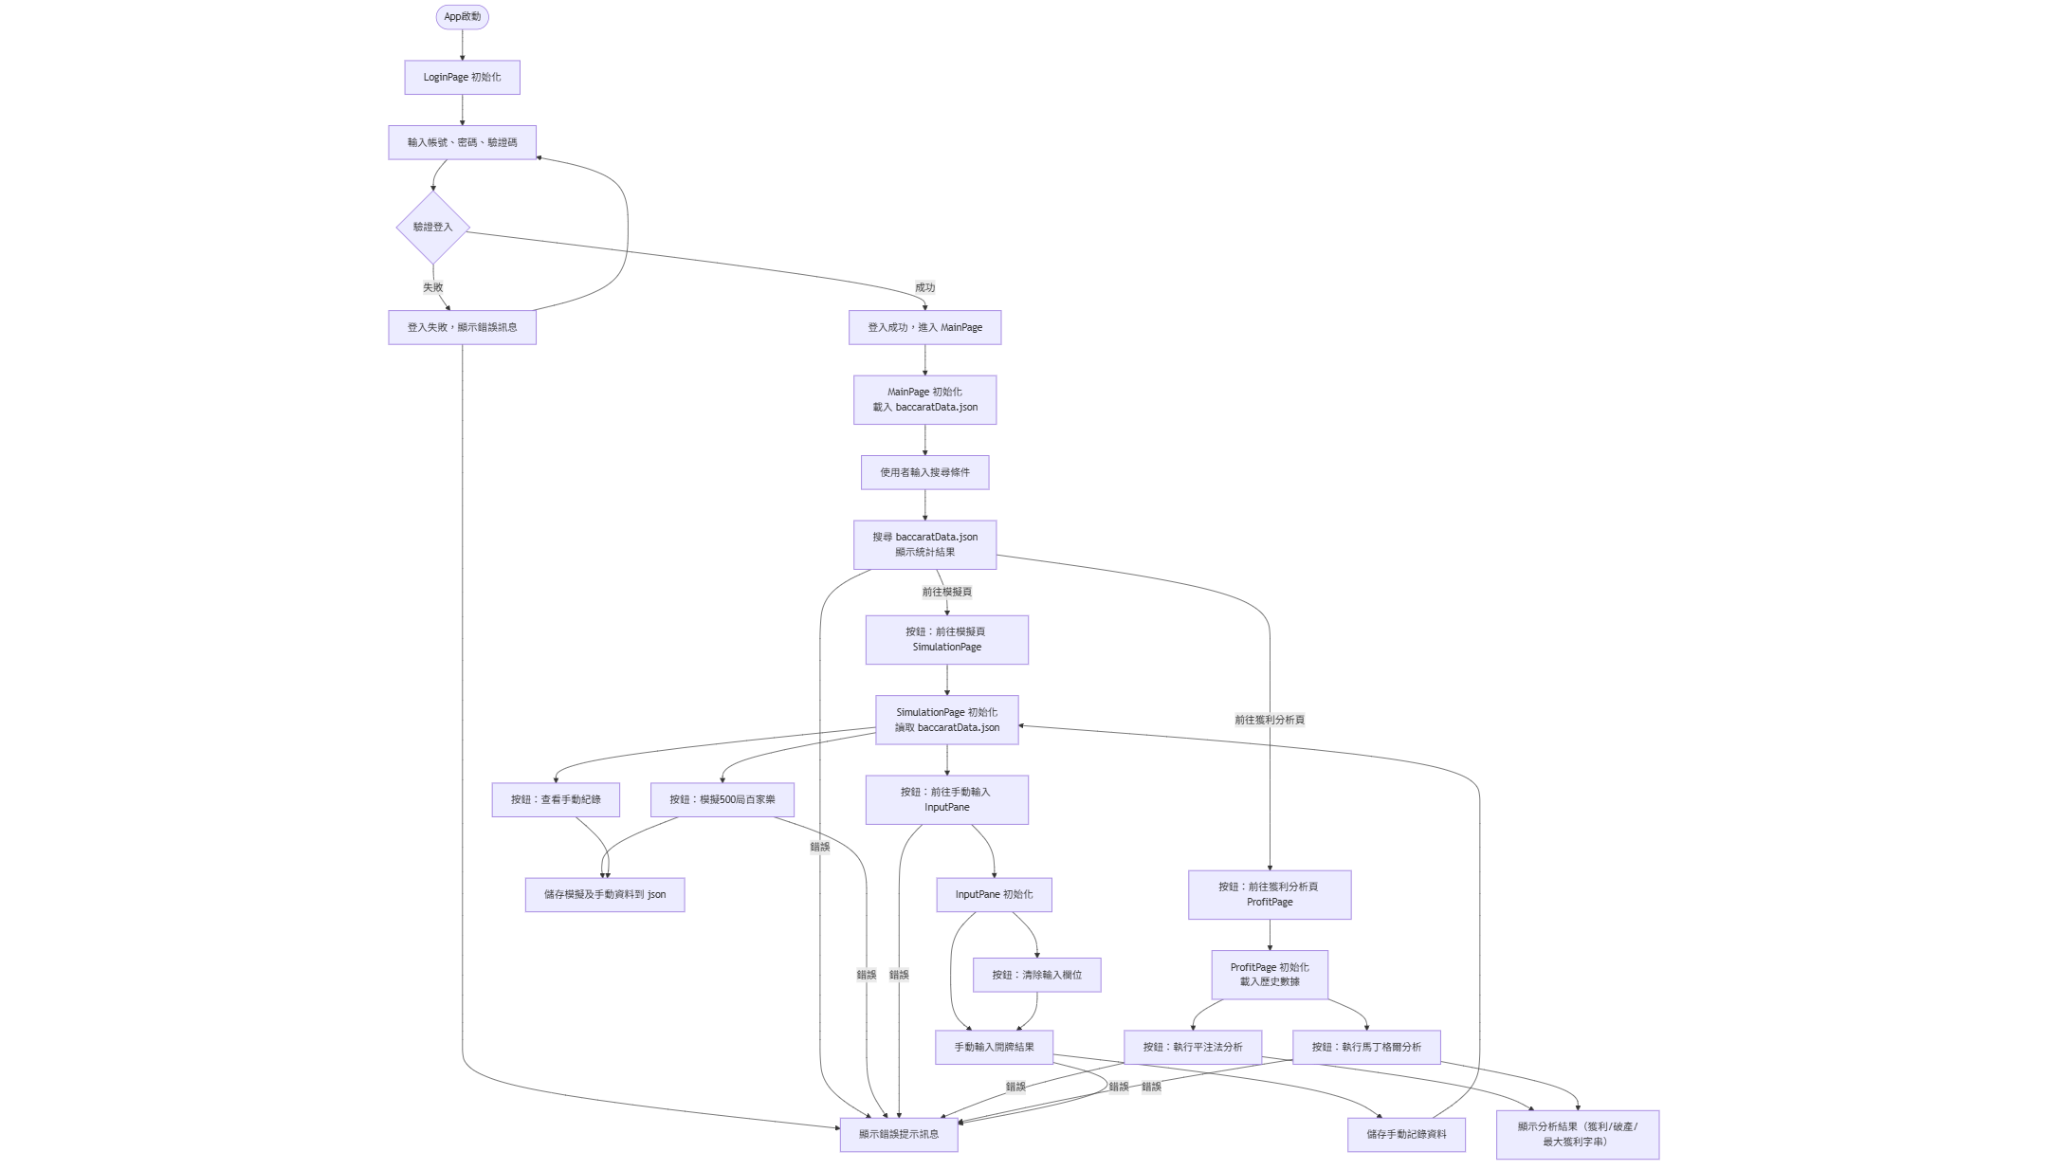 App啟動
LoginPage 初始化
輸入帳號、密碼、驗證碼
驗證登入
失敗
成功
登入失敗，顯示錯誤訊息
登入成功，進入 MainPage
MainPage 初始化
載入 baccaratData.json
使用者輸入搜尋條件
搜尋 baccaratData.json
顯示統計結果
前往模擬頁
按鈕：前往模擬頁
SimulationPage
SimulationPage 初始化
讀取 baccaratData.json
前往獲利分析頁
按鈕：查看手動紀錄
按鈕：模擬500局百家樂
按鈕：前往手動輸入
InputPane
錯誤
儲存模擬及手動資料到 json
InputPane 初始化
按鈕：前往獲利分析頁
ProfitPage
錯誤
錯誤
按鈕：清除輸入欄位
ProfitPage 初始化
載入歷史數據
手動輸入開牌結果
按鈕：執行平注法分析
按鈕：執行馬丁格爾分析
錯誤
錯誤
錯誤
顯示錯誤提示訊息
儲存手動記錄資料
顯示分析結果（獲利/破產/
最大獲利字串）